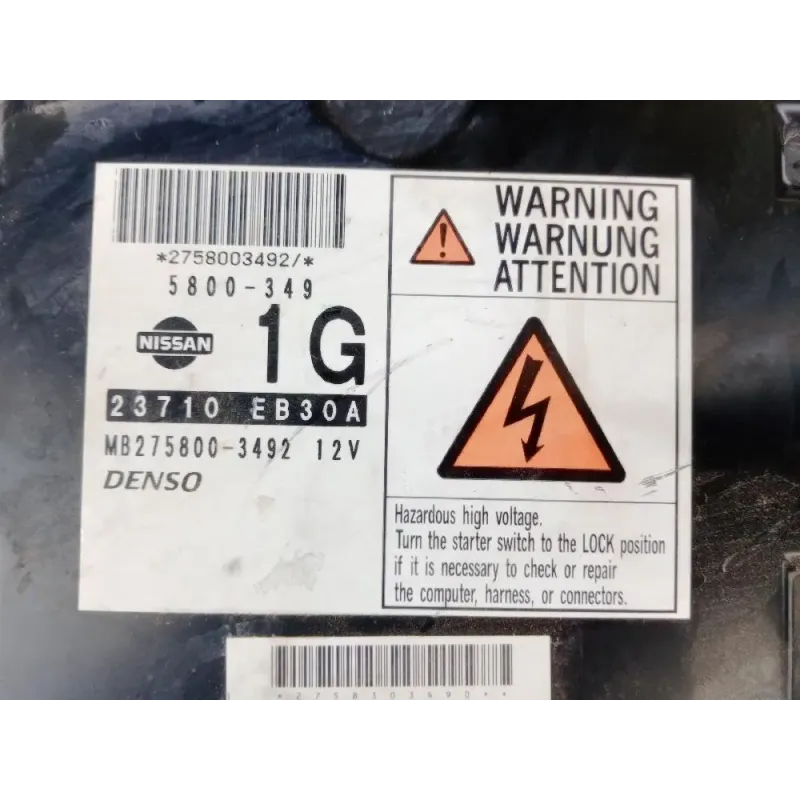 *2758003492/*
5800-349
NISSAN
1G
23710 EB30A
MB275800-3492 12V
DENSO
WARNING
WARNUNG
ATTENTION
Hazardous high voltage.
Turn the starter switch to the LOCK position
if it is necessary to check or repair
the computer, harness, or connectors.